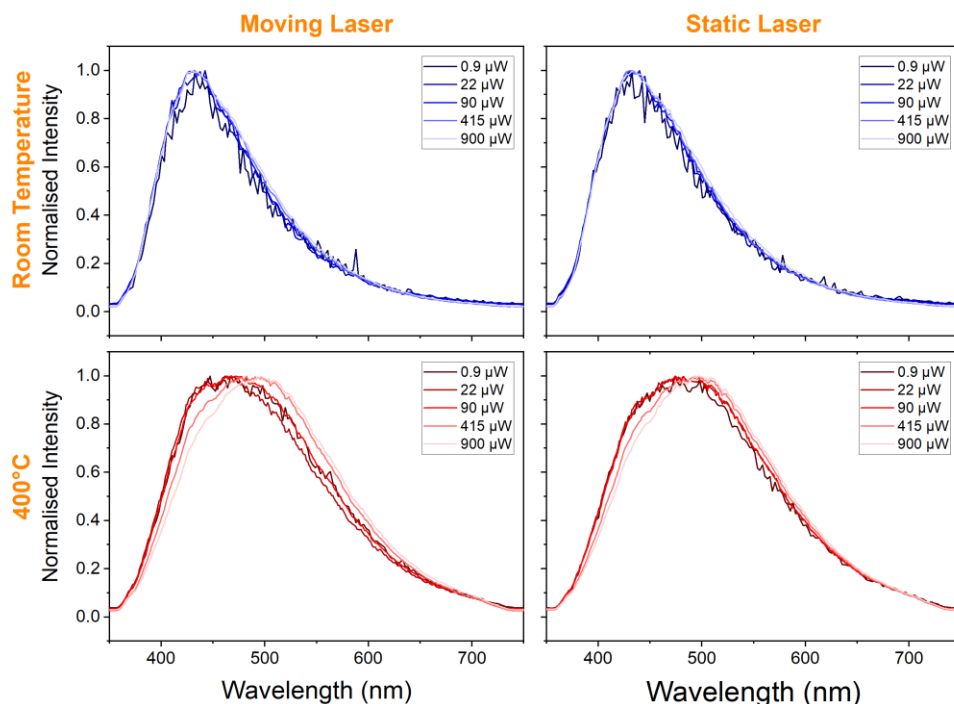 Moving Laser
Static Laser
Room Temperature
Normalised Intensity
1.0
0.8
0.6
0.4
0.2
0.0
0.9 µW
22 µW
90 µW
415 µW
900 µW
0.9 µW
22 µW
90 µW
415 µW
900 µW
400°C
Normalised Intensity
1.0
0.8
0.6
0.4
0.2
0.0
0.9 µW
22 µW
90 µW
415 µW
900 µW
0.9 µW
22 µW
90 µW
415 µW
900 µW
400 500 600 700
400 500 600 700
Wavelength (nm)
Wavelength (nm)